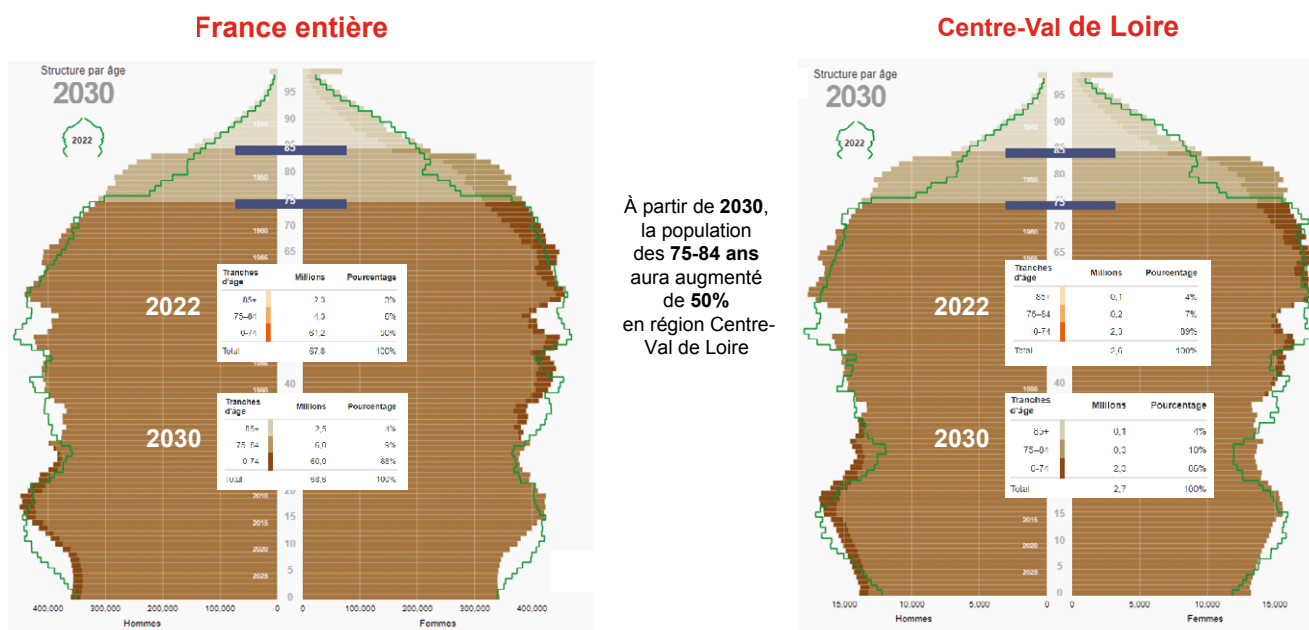 France entière
Structure par âge
2030
2022
95
90
85
80
75
70
65
40
20
15
10
5
0
1940
1950
1960
1965
1985
1990
2010
2015
2020
2025
2022
Tranches d'âge Millions Pourcentage
85+ 2,3 3%
75–84 4,3 6%
0-74 61,2 90%
Total 67,8 100%
2030
Tranches d'âge Millions Pourcentage
85+ 2,5 4%
75–84 6,0 9%
0-74 60,0 88%
Total 68,6 100%
400,000 300,000 200,000 100,000 0 0 100,000 200,000 300,000 400,000
Hommes Femmes
À partir de 2030,
la population
des 75-84 ans
aura augmenté
de 50%
en région Centre-
Val de Loire
Centre-Val de Loire
Structure par âge
2030
2022
95
90
85
80
75
70
65
40
15
10
5
0
1940
1950
1960
1965
1985
1990
2015
2020
2025
2022
Tranches d'âge Millions Pourcentage
85+ 0,1 4%
75–84 0,2 7%
0-74 2,3 89%
Total 2,6 100%
2030
Tranches d'âge Millions Pourcentage
85+ 0,1 4%
75–84 0,3 10%
0-74 2,3 86%
Total 2,7 100%
15,000 10,000 5,000 0 0 5,000 10,000 15,000
Hommes Femmes